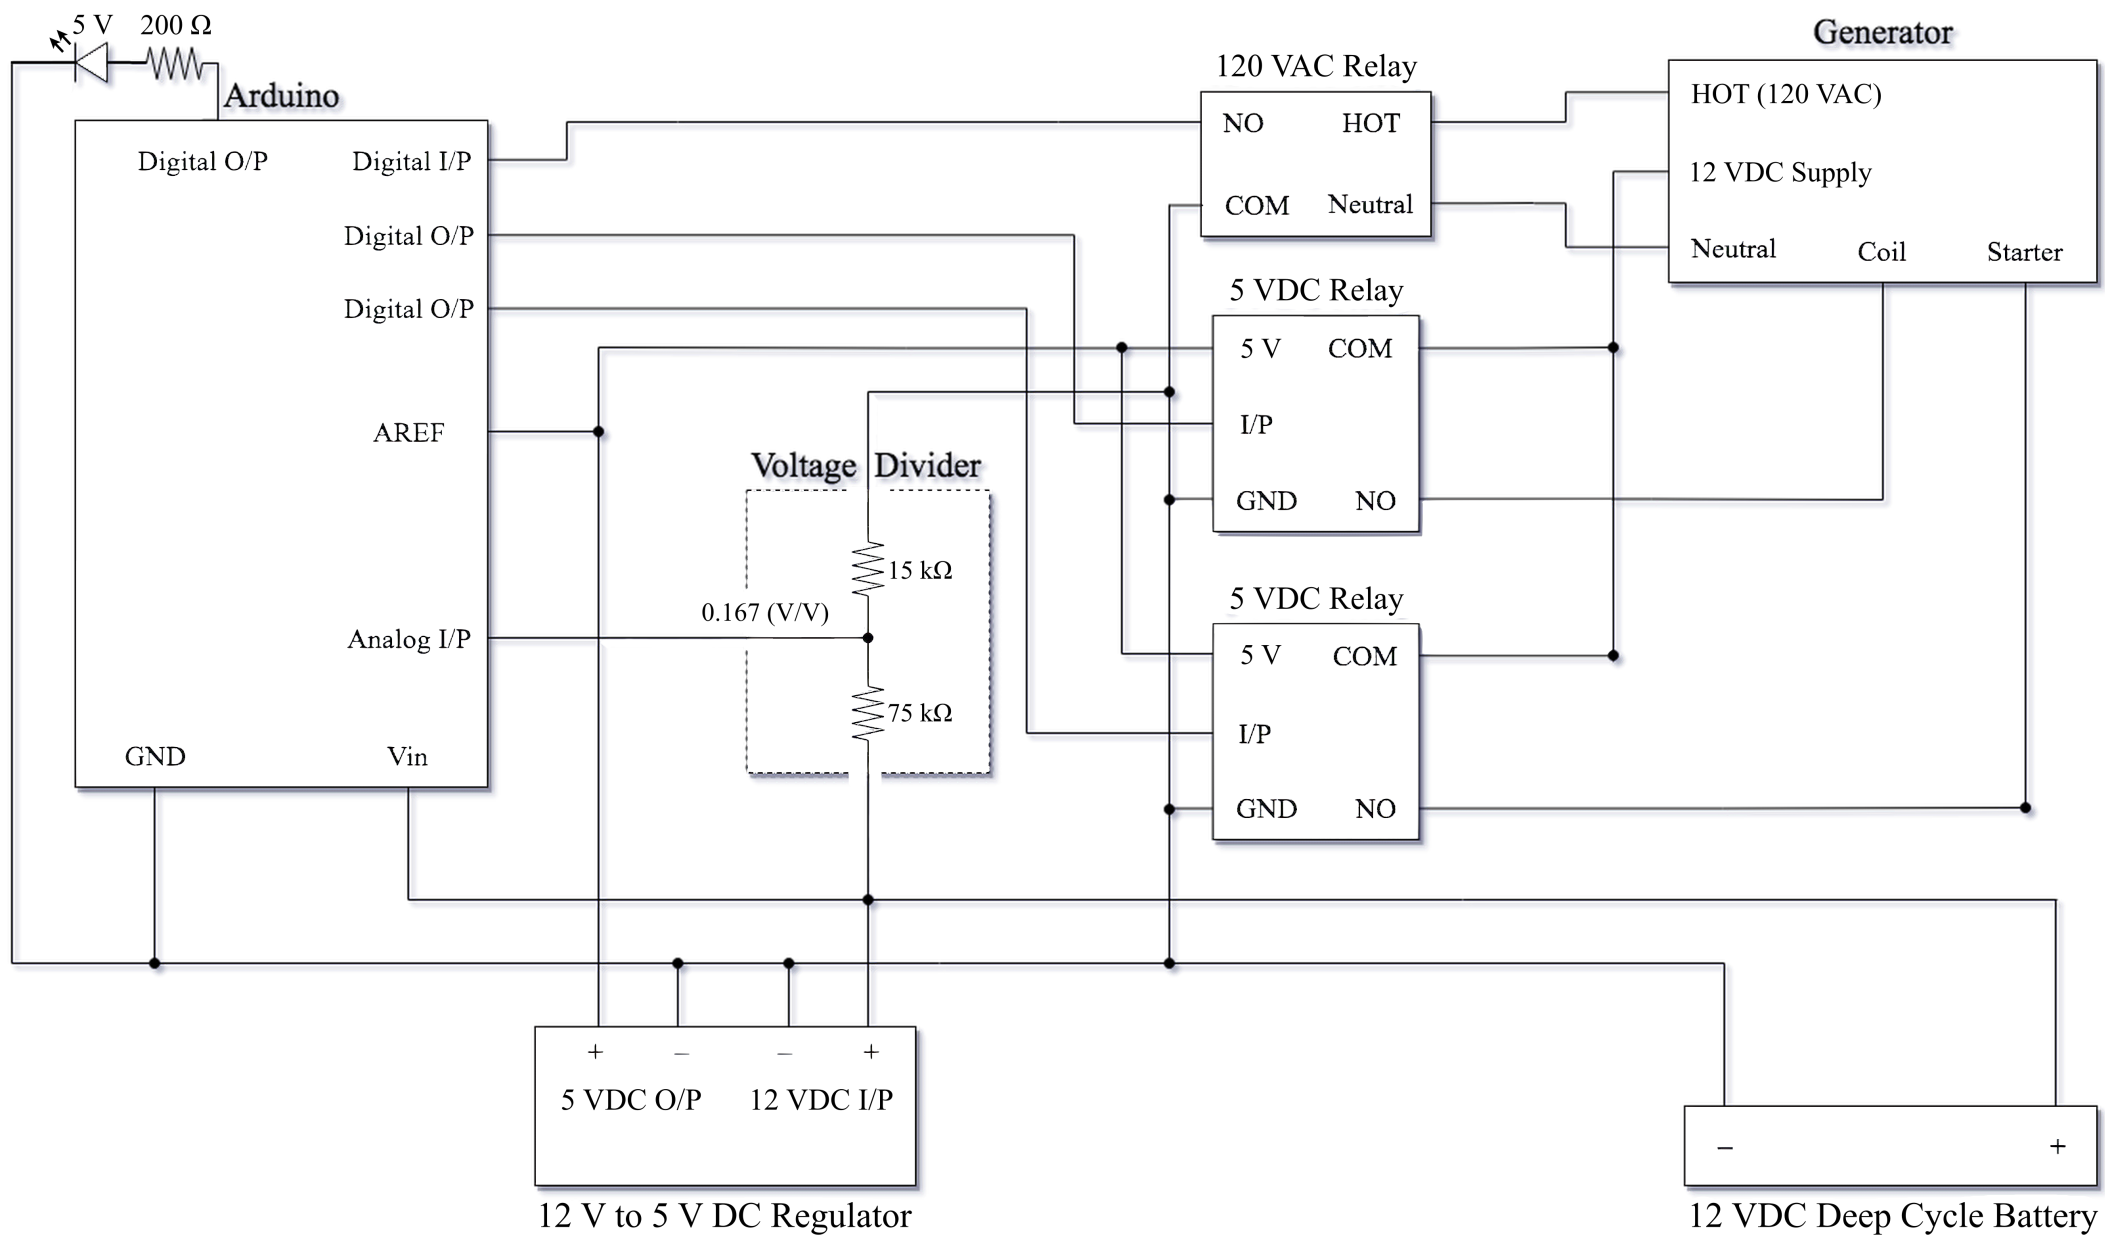 5 V 200 Ω
Arduino
Digital O/P
Digital I/P
Digital O/P
Digital O/P
AREF
Analog I/P
GND
Vin
Voltage Divider
15 kΩ
0.167 (V/V)
75 kΩ
120 VAC Relay
NO HOT
COM Neutral
5 VDC Relay
5 V COM
I/P
GND NO
5 VDC Relay
5 V COM
I/P
GND NO
Generator
HOT (120 VAC)
12 VDC Supply
Neutral Coil Starter
+ – – +
5 VDC O/P 12 VDC I/P
12 V to 5 V DC Regulator
– +
12 VDC Deep Cycle Battery